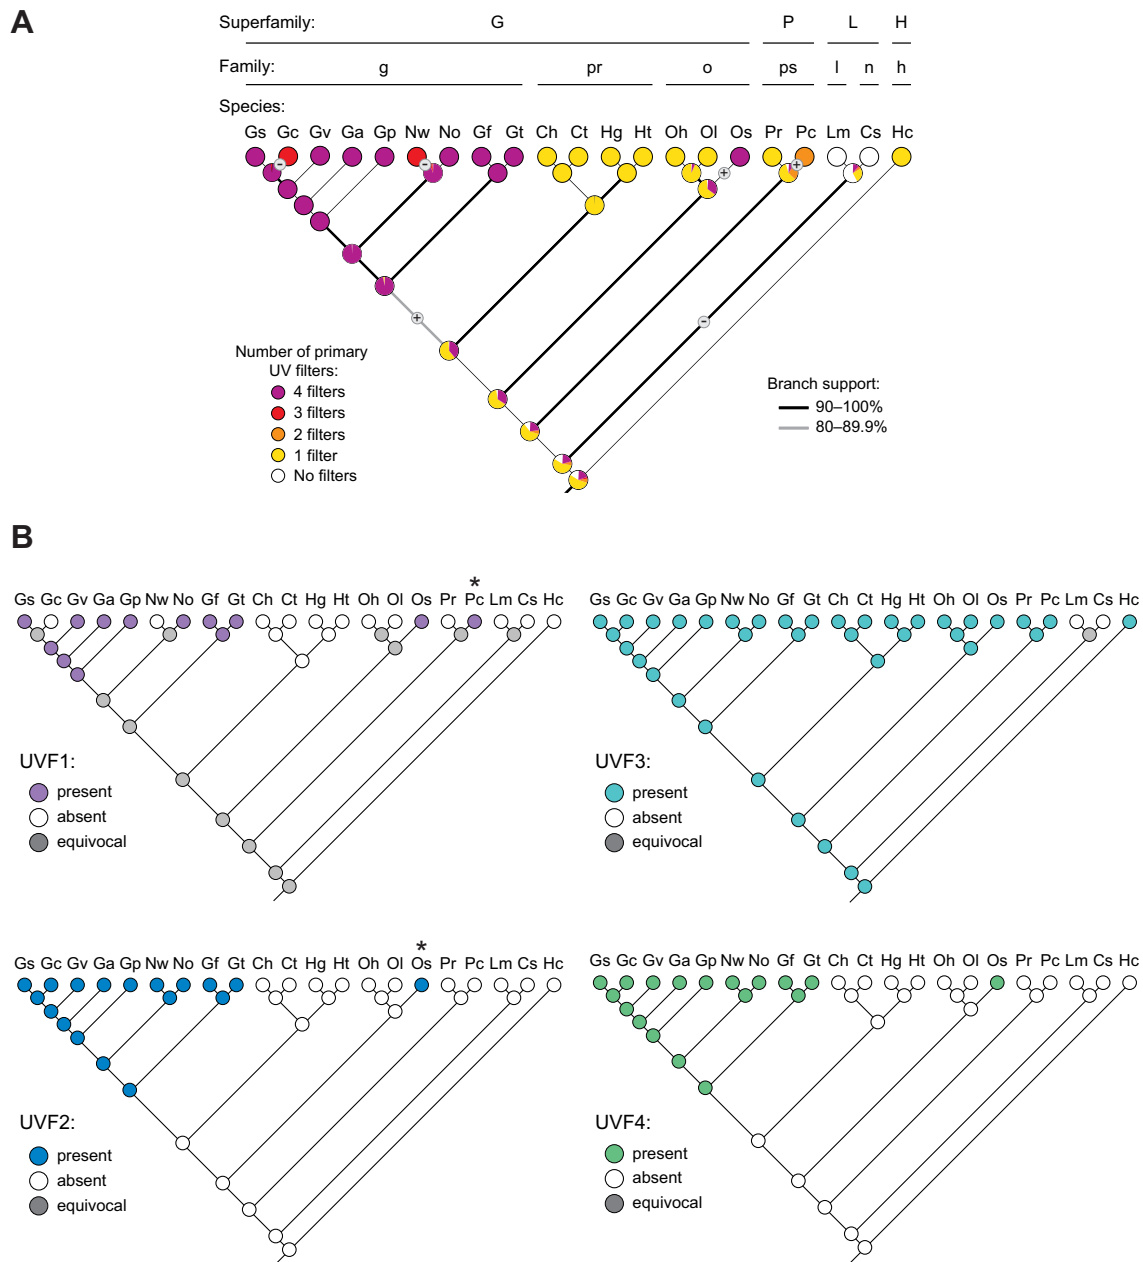 A
Superfamily: G P L H
Family: g pr o ps l n h
Species:
Gs Gc Gv Ga Gp Nw No Gf Gt Ch Ct Hg Ht Oh Ol Os Pr Pc Lm Cs Hc
− − + + + −
Number of primary
UV filters:
4 filters
3 filters
2 filters
1 filter
No filters
Branch support:
90–100%
80–89.9%
B
*
Gs Gc Gv Ga Gp Nw No Gf Gt Ch Ct Hg Ht Oh Ol Os Pr Pc Lm Cs Hc
UVF1:
present
absent
equivocal
Gs Gc Gv Ga Gp Nw No Gf Gt Ch Ct Hg Ht Oh Ol Os Pr Pc Lm Cs Hc
UVF3:
present
absent
equivocal
*
Gs Gc Gv Ga Gp Nw No Gf Gt Ch Ct Hg Ht Oh Ol Os Pr Pc Lm Cs Hc
UVF2:
present
absent
equivocal
Gs Gc Gv Ga Gp Nw No Gf Gt Ch Ct Hg Ht Oh Ol Os Pr Pc Lm Cs Hc
UVF4:
present
absent
equivocal